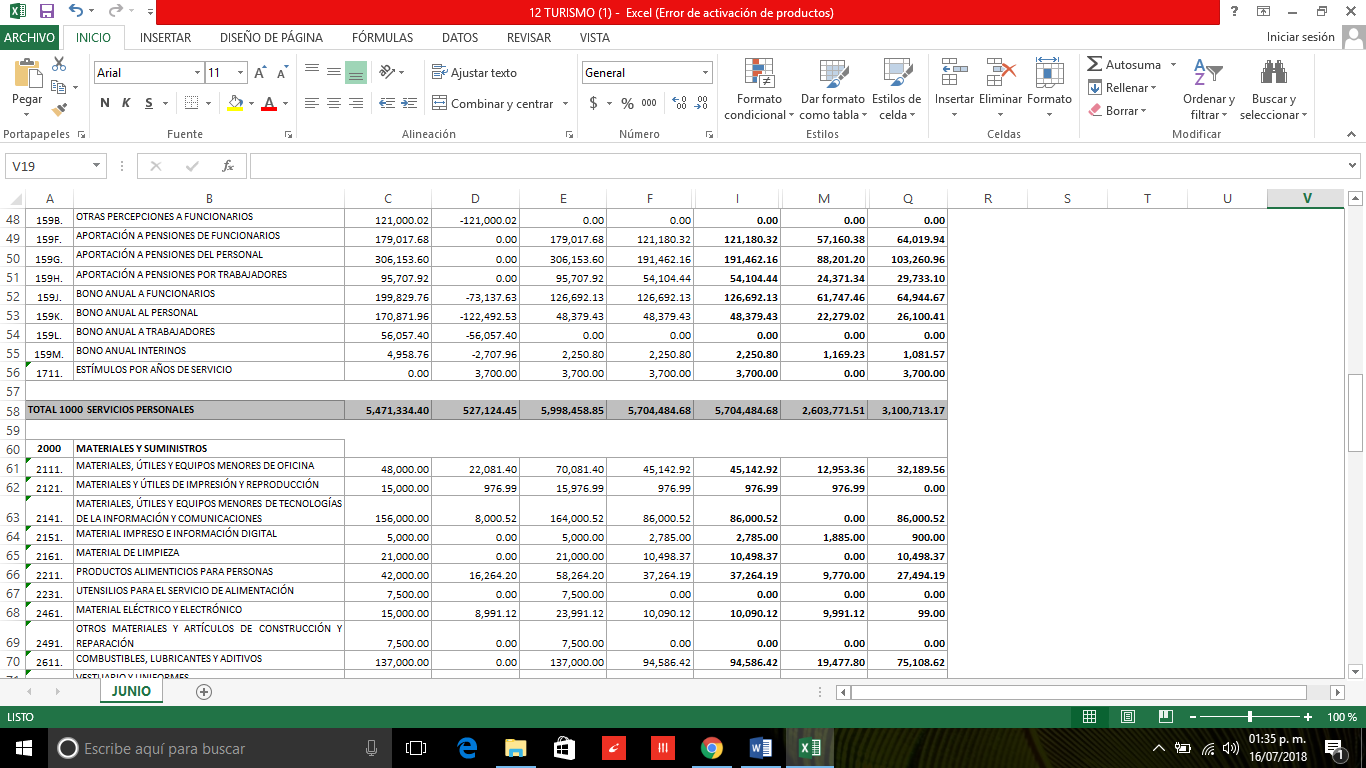 12 TURISMO (1) -  Excel (Error de activación de productos)
ARCHIVO INICIO INSERTAR DISEÑO DE PÁGINA FÓRMULAS DATOS REVISAR VISTA Iniciar sesión
Pegar Arial 11 Ajustar texto General Formato condicional Dar formato como tabla Estilos de celda Insertar Eliminar Formato Autosuma Rellenar Borrar Ordenar y filtrar Buscar y seleccionar
N K S Combinar y centrar $ % 000
Portapapeles Fuente Alineación Número Estilos Celdas Modificar
V19 fx
A B C D E F I M Q R S T U V
48 159B. OTRAS PERCEPCIONES A FUNCIONARIOS 121,000.02 -121,000.02 0.00 0.00 0.00 0.00 0.00
49 159F. APORTACIÓN A PENSIONES DE FUNCIONARIOS 179,017.68 0.00 179,017.68 121,180.32 121,180.32 57,160.38 64,019.94
50 159G. APORTACIÓN A PENSIONES DEL PERSONAL 306,153.60 0.00 306,153.60 191,462.16 191,462.16 88,201.20 103,260.96
51 159H. APORTACIÓN A PENSIONES POR TRABAJADORES 95,707.92 0.00 95,707.92 54,104.44 54,104.44 24,371.34 29,733.10
52 159J. BONO ANUAL A FUNCIONARIOS 199,829.76 -73,137.63 126,692.13 126,692.13 126,692.13 61,747.46 64,944.67
53 159K. BONO ANUAL AL PERSONAL 170,871.96 -122,492.53 48,379.43 48,379.43 48,379.43 22,279.02 26,100.41
54 159L. BONO ANUAL A TRABAJADORES 56,057.40 -56,057.40 0.00 0.00 0.00 0.00 0.00
55 159M. BONO ANUAL INTERINOS 4,958.76 -2,707.96 2,250.80 2,250.80 2,250.80 1,169.23 1,081.57
56 1711. ESTÍMULOS POR AÑOS DE SERVICIO 0.00 3,700.00 3,700.00 3,700.00 3,700.00 0.00 3,700.00
57
58 TOTAL 1000  SERVICIOS PERSONALES 5,471,334.40 527,124.45 5,998,458.85 5,704,484.68 5,704,484.68 2,603,771.51 3,100,713.17
59
60 2000 MATERIALES Y SUMINISTROS
61 2111. MATERIALES, ÚTILES Y EQUIPOS MENORES DE OFICINA 48,000.00 22,081.40 70,081.40 45,142.92 45,142.92 12,953.36 32,189.56
62 2121. MATERIALES Y ÚTILES DE IMPRESIÓN Y REPRODUCCIÓN 15,000.00 976.99 15,976.99 976.99 976.99 976.99 0.00
MATERIALES, ÚTILES Y EQUIPOS MENORES DE TECNOLOGÍAS
63 2141. DE LA INFORMACIÓN Y COMUNICACIONES 156,000.00 8,000.52 164,000.52 86,000.52 86,000.52 0.00 86,000.52
64 2151. MATERIAL IMPRESO E INFORMACIÓN DIGITAL 5,000.00 0.00 5,000.00 2,785.00 2,785.00 1,885.00 900.00
65 2161. MATERIAL DE LIMPIEZA 21,000.00 0.00 21,000.00 10,498.37 10,498.37 0.00 10,498.37
66 2211. PRODUCTOS ALIMENTICIOS PARA PERSONAS 42,000.00 16,264.20 58,264.20 37,264.19 37,264.19 9,770.00 27,494.19
67 2231. UTENSILIOS PARA EL SERVICIO DE ALIMENTACIÓN 7,500.00 0.00 7,500.00 0.00 0.00 0.00 0.00
68 2461. MATERIAL ELÉCTRICO Y ELECTRÓNICO 15,000.00 8,991.12 23,991.12 10,090.12 10,090.12 9,991.12 99.00
OTROS MATERIALES Y ARTÍCULOS DE CONSTRUCCIÓN Y
69 2491. REPARACIÓN 7,500.00 0.00 7,500.00 0.00 0.00 0.00 0.00
70 2611. COMBUSTIBLES, LUBRICANTES Y ADITIVOS 137,000.00 0.00 137,000.00 94,586.42 94,586.42 19,477.80 75,108.62
VESTUARIO Y UNIFORMES
JUNIO
LISTO 100 %
Escribe aquí para buscar
01:35 p. m.
16/07/2018